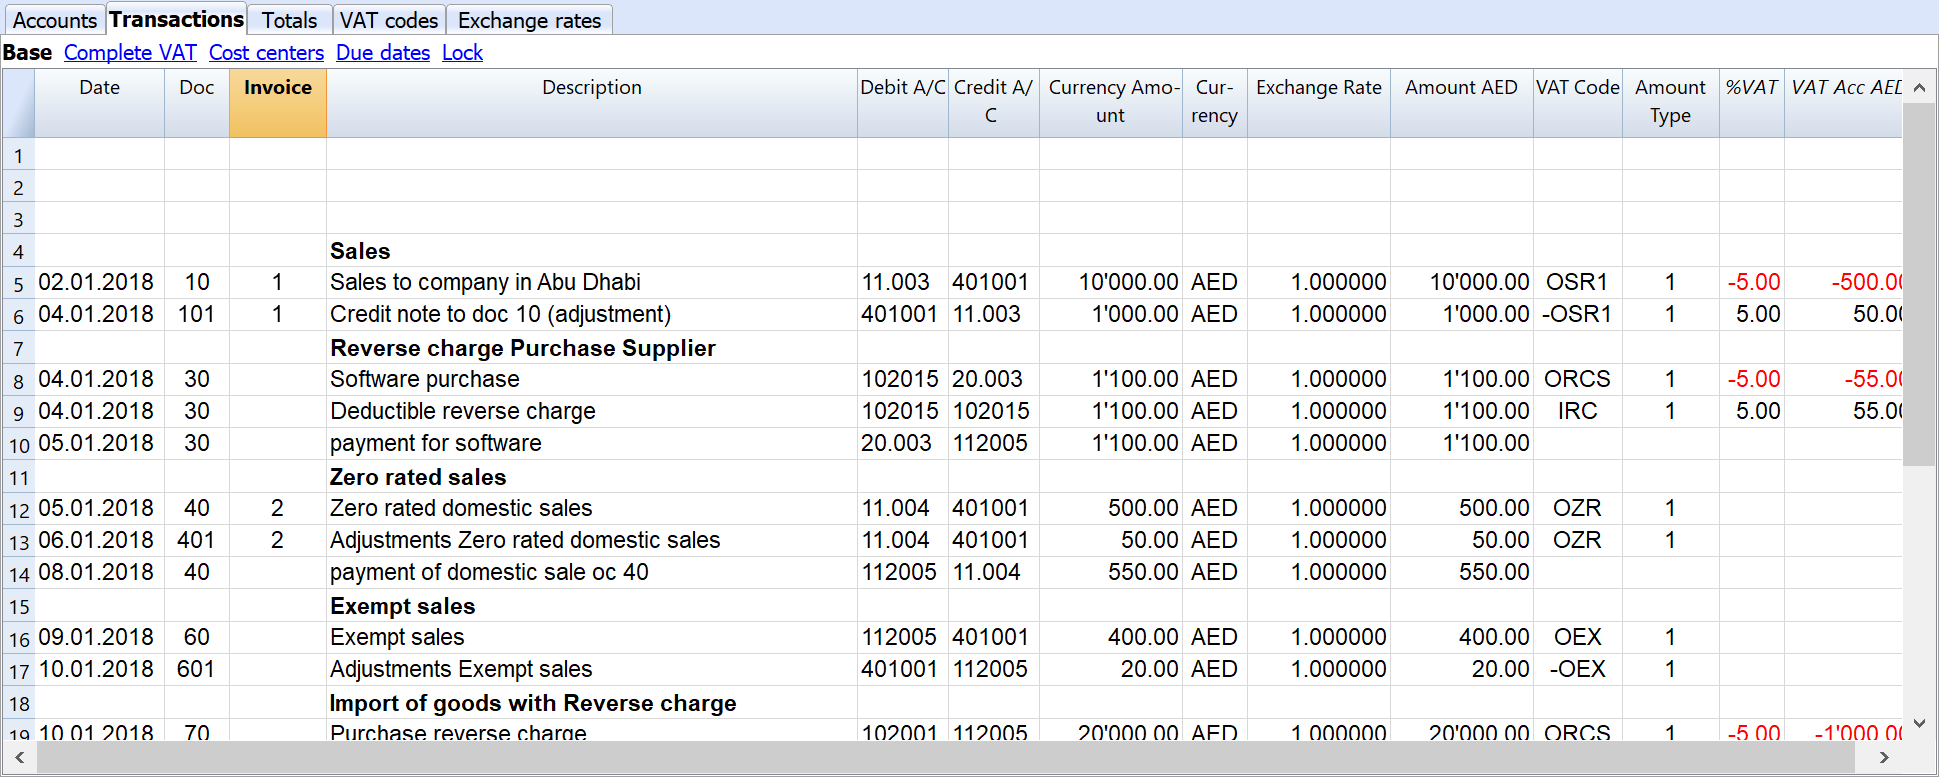 Accounts Transactions Totals VAT codes Exchange rates
Base Complete VAT Cost centers Due dates Lock
Date Doc Invoice Description Debit A/C Credit A/C Currency Amo-unt Cur-rency Exchange Rate Amount AED VAT Code Amount Type %VAT VAT Acc AED
1
2
3
4 Sales
5 02.01.2018 10 1 Sales to company in Abu Dhabi 11.003 401001 10'000.00 AED 1.000000 10'000.00 OSR1 1 -5.00 -500.00
6 04.01.2018 101 1 Credit note to doc 10 (adjustment) 401001 11.003 1'000.00 AED 1.000000 1'000.00 -OSR1 1 5.00 50.00
7 Reverse charge Purchase Supplier
8 04.01.2018 30 Software purchase 102015 20.003 1'100.00 AED 1.000000 1'100.00 ORCS 1 -5.00 -55.00
9 04.01.2018 30 Deductible reverse charge 102015 102015 1'100.00 AED 1.000000 1'100.00 IRC 1 5.00 55.00
10 05.01.2018 30 payment for software 20.003 112005 1'100.00 AED 1.000000 1'100.00
11 Zero rated sales
12 05.01.2018 40 2 Zero rated domestic sales 11.004 401001 500.00 AED 1.000000 500.00 OZR 1
13 06.01.2018 401 2 Adjustments Zero rated domestic sales 11.004 401001 50.00 AED 1.000000 50.00 OZR 1
14 08.01.2018 40 payment of domestic sale oc 40 112005 11.004 550.00 AED 1.000000 550.00
15 Exempt sales
16 09.01.2018 60 Exempt sales 112005 401001 400.00 AED 1.000000 400.00 OEX 1
17 10.01.2018 601 Adjustments Exempt sales 401001 112005 20.00 AED 1.000000 20.00 -OEX 1
18 Import of goods with Reverse charge
19 10.01.2018 70 Purchase reverse charge 102001 112005 20'000.00 AED 1.000000 20'000.00 ORCS 1 -5.00 -1'000.00